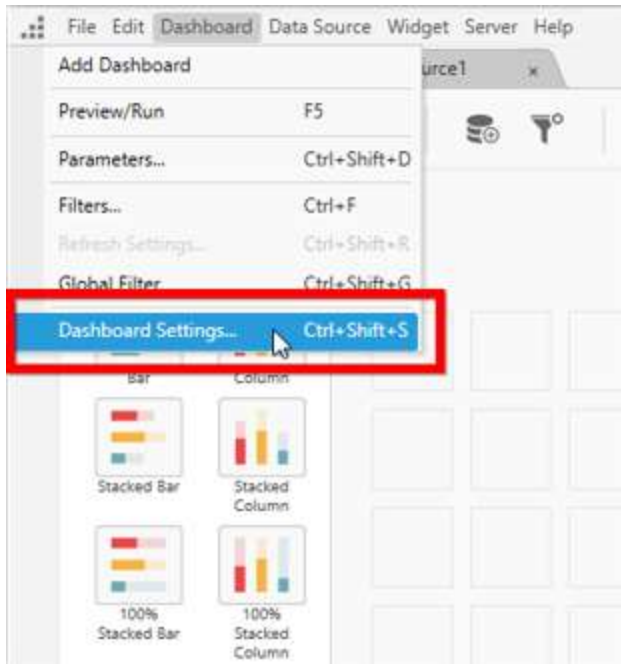 File Edit Dashboard Data Source Widget Server Help
Add Dashboard
urce1 ×
Preview/Run F5
Parameters... Ctrl+Shift+D
Filters... Ctrl+F
Refresh Settings... Ctrl+Shift+R
Global Filter Ctrl+Shift+G
Dashboard Settings... Ctrl+Shift+S
Bar Column
Stacked Bar Stacked
Column
100% 100%
Stacked Bar Stacked
Column